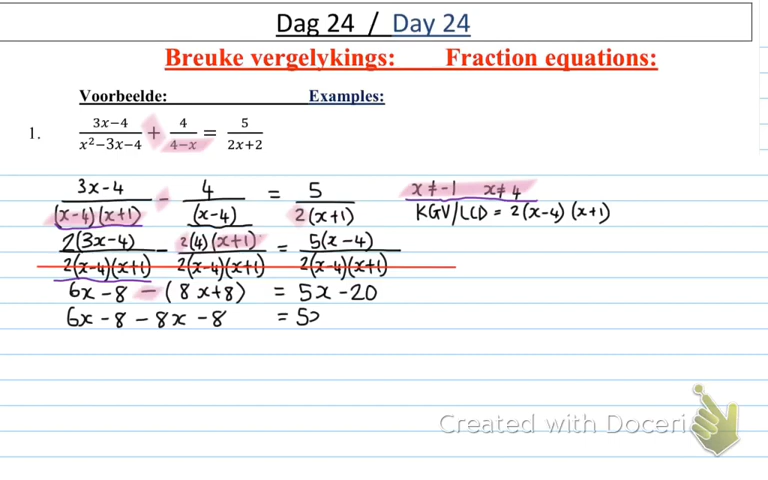 Dag 24 / Day 24
Breuke vergelykings: Fraction equations:
Voorbeelde: Examples:
1. (3x−4)/(x²−3x−4) + 4/(4−x) = 5/(2x+2)
(3x-4)/((x-4)(x+1)) - 4/(x-4) = 5/(2(x+1)) x ≠ -1 x ≠ 4
KGV/LCD = 2(x-4)(x+1)
2(3x-4)/(2(x-4)(x+1)) - 2(4)(x+1)/(2(x-4)(x+1)) = 5(x-4)/(2(x-4)(x+1))
6x - 8 - (8x+8) = 5x - 20
6x - 8 - 8x - 8 = 5x
Created with Doceri